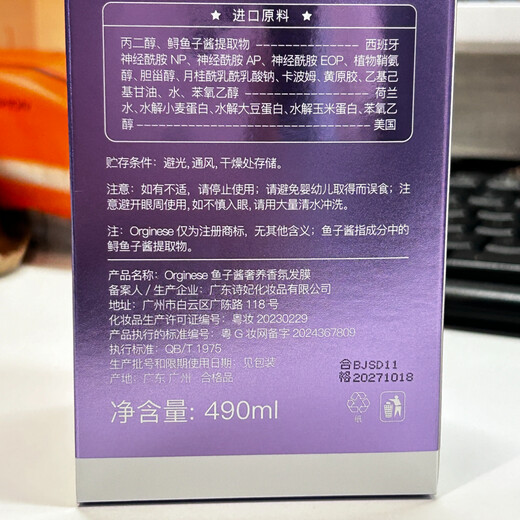 ★ 进口原料 ★
丙二醇、鲟鱼子酱提取物 西班牙
神经酰胺 NP、神经酰胺 AP、神经酰胺 EOP、植物鞘氨
醇、胆甾醇、月桂酰乳酰乳酸钠、卡波姆、黄原胶、乙基己
基甘油、水、苯氧乙醇 荷兰
水、水解小麦蛋白、水解大豆蛋白、水解玉米蛋白、苯氧乙
醇 美国
贮存条件：避光，通风，干燥处存储。
注意：如有不适，请停止使用；请避免婴幼儿取得而误食；注
意避开眼周使用，如不慎入眼，请用大量清水冲洗。
注：Orginese 仅为注册商标，无其他含义；鱼子酱指成分中的
鲟鱼子酱提取物。
产品名称：Orginese 鱼子酱奢养香氛发膜
备案人 / 生产企业：广东诗妃化妆品有限公司
地址：广州市白云区广陈路 118 号
化妆品生产许可证编号：粤妆 20230229
产品执行的标准编号：粤 G 妆网备字 2024367809
执行标准：QB/T 1975
生产批号和限期使用日期：见包装
产地：广东 广州 合格品
合 BJSD11
格 20271018
净含量: 490ml
纸